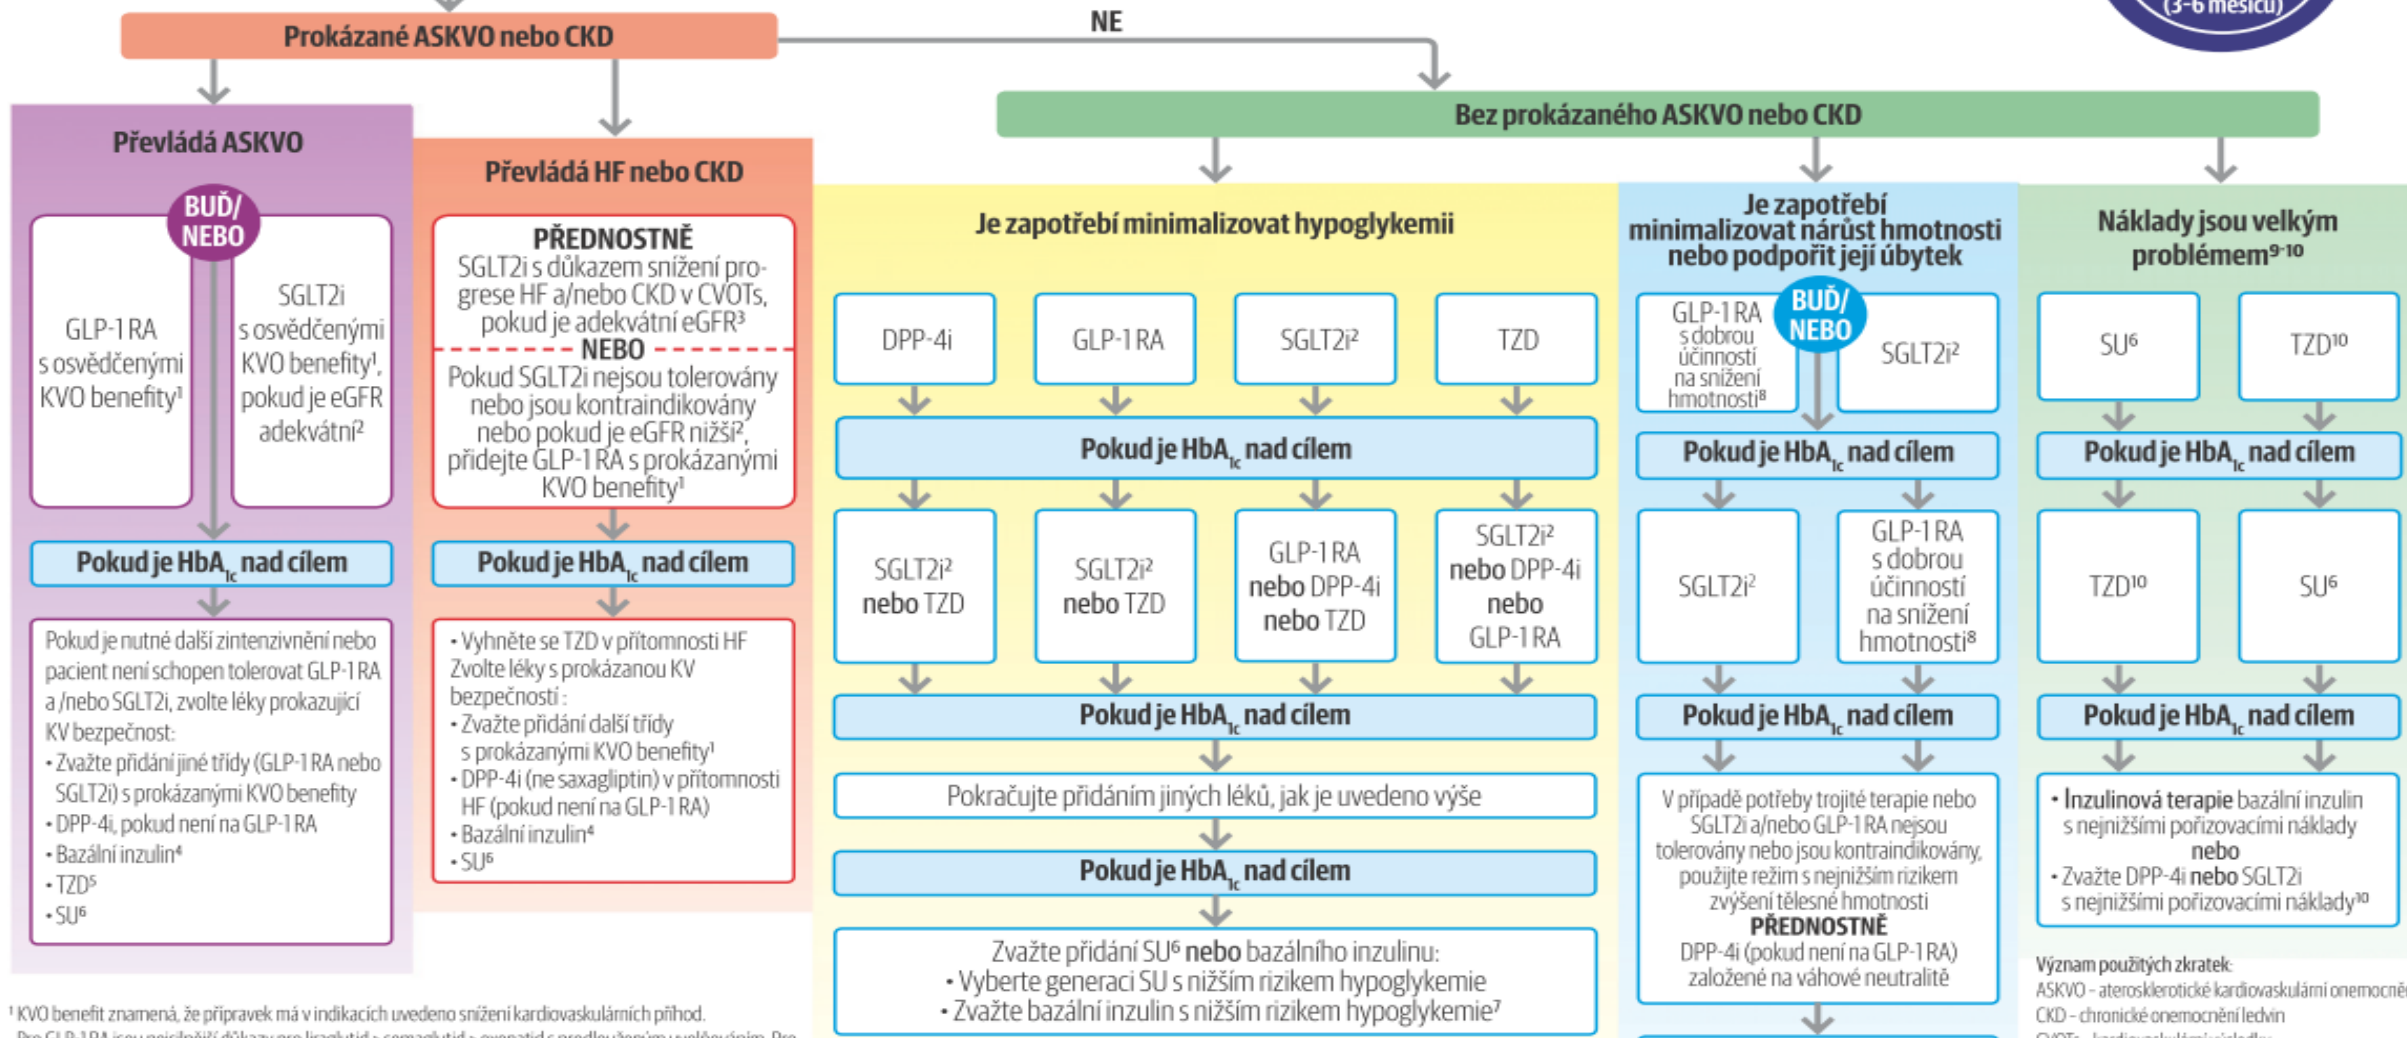 (3-6 měsíců)
Prokázané ASKVO nebo CKD
NE
Bez prokázaného ASKVO nebo CKD
Převládá ASKVO
BUĎ/
NEBO
GLP-1 RA
s osvědčenými
KVO benefity¹
SGLT2i
s osvědčenými
KVO benefity¹,
pokud je eGFR
adekvátní²
Pokud je HbA1c nad cílem
Pokud je nutné další zintenzivnění nebo
pacient není schopen tolerovat GLP-1 RA
a /nebo SGLT2i, zvolte léky prokazující
KV bezpečnost:
• Zvažte přidání jiné třídy (GLP-1 RA nebo
SGLT2i) s prokázanými KVO benefity
• DPP-4i, pokud není na GLP-1 RA
• Bazální inzulin⁴
• TZD⁵
• SU⁶
Převládá HF nebo CKD
PŘEDNOSTNĚ
SGLT2i s důkazem snížení pro-
grese HF a/nebo CKD v CVOTs,
pokud je adekvátní eGFR³
NEBO
Pokud SGLT2i nejsou tolerovány
nebo jsou kontraindikovány
nebo pokud je eGFR nižší²,
přidejte GLP-1 RA s prokázanými
KVO benefity¹
Pokud je HbA1c nad cílem
• Vyhněte se TZD v přítomnosti HF
Zvolte léky s prokázanou KV
bezpečností :
• Zvažte přidání další třídy
s prokázanými KVO benefity¹
• DPP-4i (ne saxagliptin) v přítomnosti
HF (pokud není na GLP-1 RA)
• Bazální inzulin⁴
• SU⁶
Je zapotřebí minimalizovat hypoglykemii
DPP-4i
GLP-1 RA
SGLT2i²
TZD
Pokud je HbA1c nad cílem
SGLT2i²
nebo TZD
SGLT2i²
nebo TZD
GLP-1 RA
nebo DPP-4i
nebo TZD
SGLT2i²
nebo DPP-4i
nebo
GLP-1 RA
Pokud je HbA1c nad cílem
Pokračujte přidáním jiných léků, jak je uvedeno výše
Pokud je HbA1c nad cílem
Zvažte přidání SU⁶ nebo bazálního inzulinu:
• Vyberte generaci SU s nižším rizikem hypoglykemie
• Zvažte bazální inzulin s nižším rizikem hypoglykemie⁷
Je zapotřebí
minimalizovat nárůst hmotnosti
nebo podpořit její úbytek
GLP-1 RA
s dobrou
účinností
na snížení
hmotnosti⁸
BUĎ/
NEBO
SGLT2i²
Pokud je HbA1c nad cílem
SGLT2i²
GLP-1 RA
s dobrou
účinností
na snížení
hmotnosti⁸
Pokud je HbA1c nad cílem
V případě potřeby trojité terapie nebo
SGLT2i a/nebo GLP-1 RA nejsou
tolerovány nebo jsou kontraindikovány,
použijte režim s nejnižším rizikem
zvýšení tělesné hmotnosti
PŘEDNOSTNĚ
DPP-4i (pokud není na GLP-1 RA)
založené na váhové neutralitě
Náklady jsou velkým
problémem⁹⁻¹⁰
SU⁶
TZD¹⁰
Pokud je HbA1c nad cílem
TZD¹⁰
SU⁶
Pokud je HbA1c nad cílem
• Inzulinová terapie bazální inzulin
s nejnižšími pořizovacími náklady
nebo
• Zvažte DPP-4i nebo SGLT2i
s nejnižšími pořizovacími náklady¹⁰
¹ KVO benefit znamená, že přípravek má v indikacích uvedeno snížení kardiovaskulárních příhod.
Význam použitých zkratek:
ASKVO – aterosklerotické kardiovaskulární onemocně
CKD – chronické onemocnění ledvin